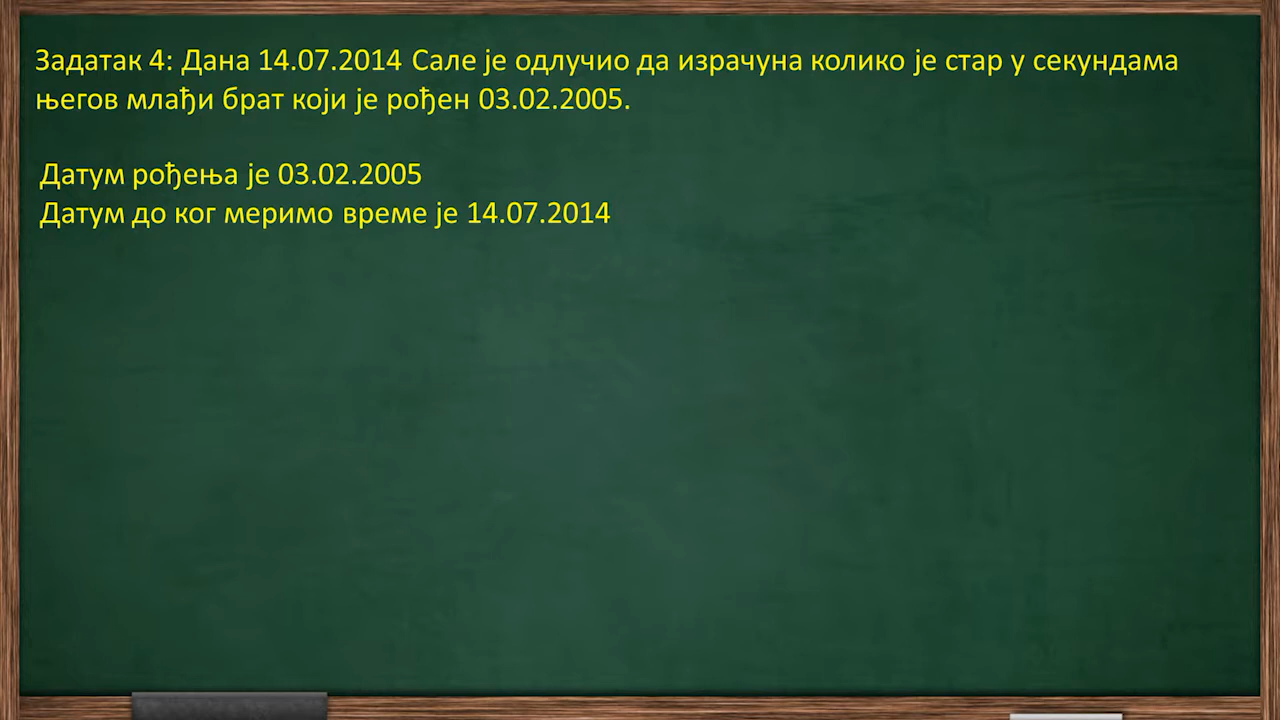 Задатак 4: Дана 14.07.2014 Сале је одлучио да израчуна колико је стар у секундама
његов млађи брат који је рођен 03.02.2005.
Датум рођења је 03.02.2005
Датум до ког меримо време је 14.07.2014